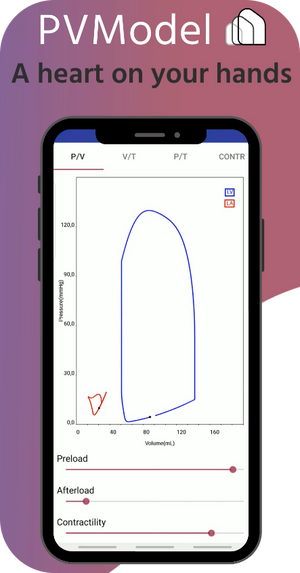 PVModel
A heart on your hands
P/V V/T P/T CONTR
LV
LA
120,0
90,0
60,0
30,0
0,0
Pressure(mmHg)
0 40 80 120 160
Volume(mL)
Preload
Afterload
Contractility